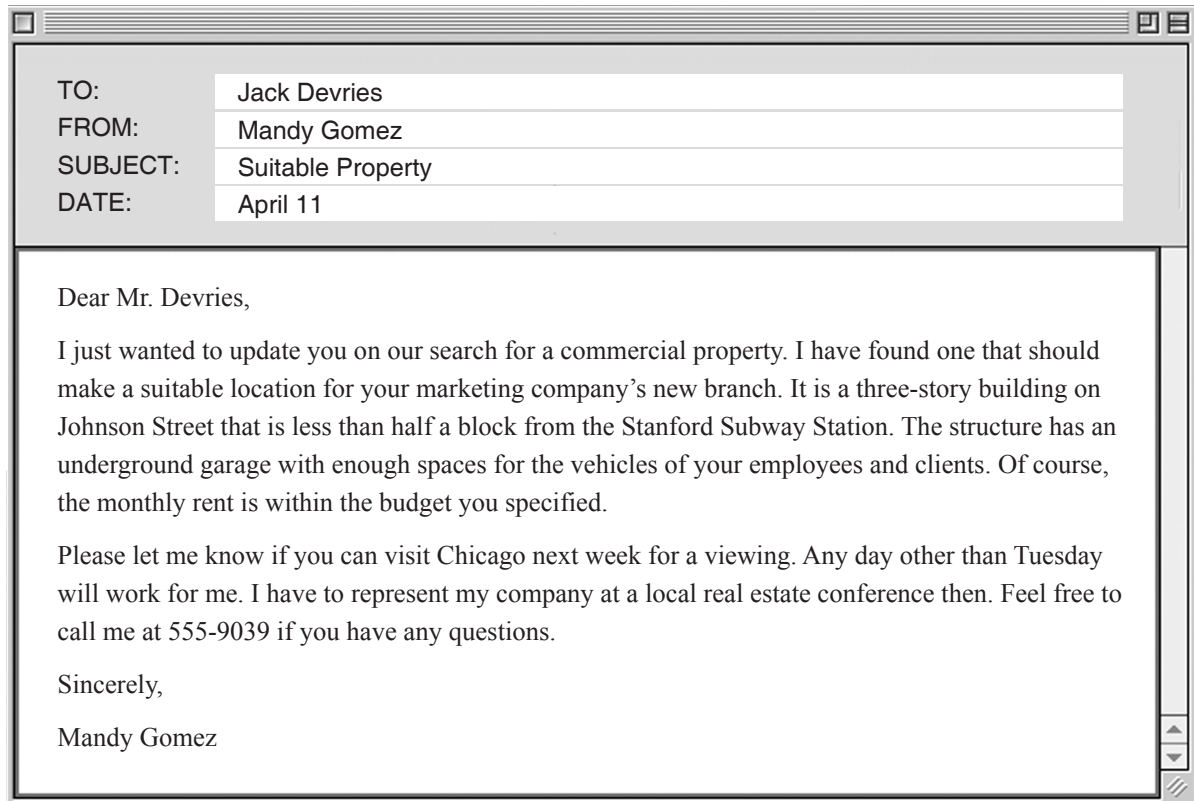 TO: Jack Devries
FROM: Mandy Gomez
SUBJECT: Suitable Property
DATE: April 11
Dear Mr. Devries,
I just wanted to update you on our search for a commercial property. I have found one that should
make a suitable location for your marketing company’s new branch. It is a three-story building on
Johnson Street that is less than half a block from the Stanford Subway Station. The structure has an
underground garage with enough spaces for the vehicles of your employees and clients. Of course,
the monthly rent is within the budget you specified.
Please let me know if you can visit Chicago next week for a viewing. Any day other than Tuesday
will work for me. I have to represent my company at a local real estate conference then. Feel free to
call me at 555-9039 if you have any questions.
Sincerely,
Mandy Gomez